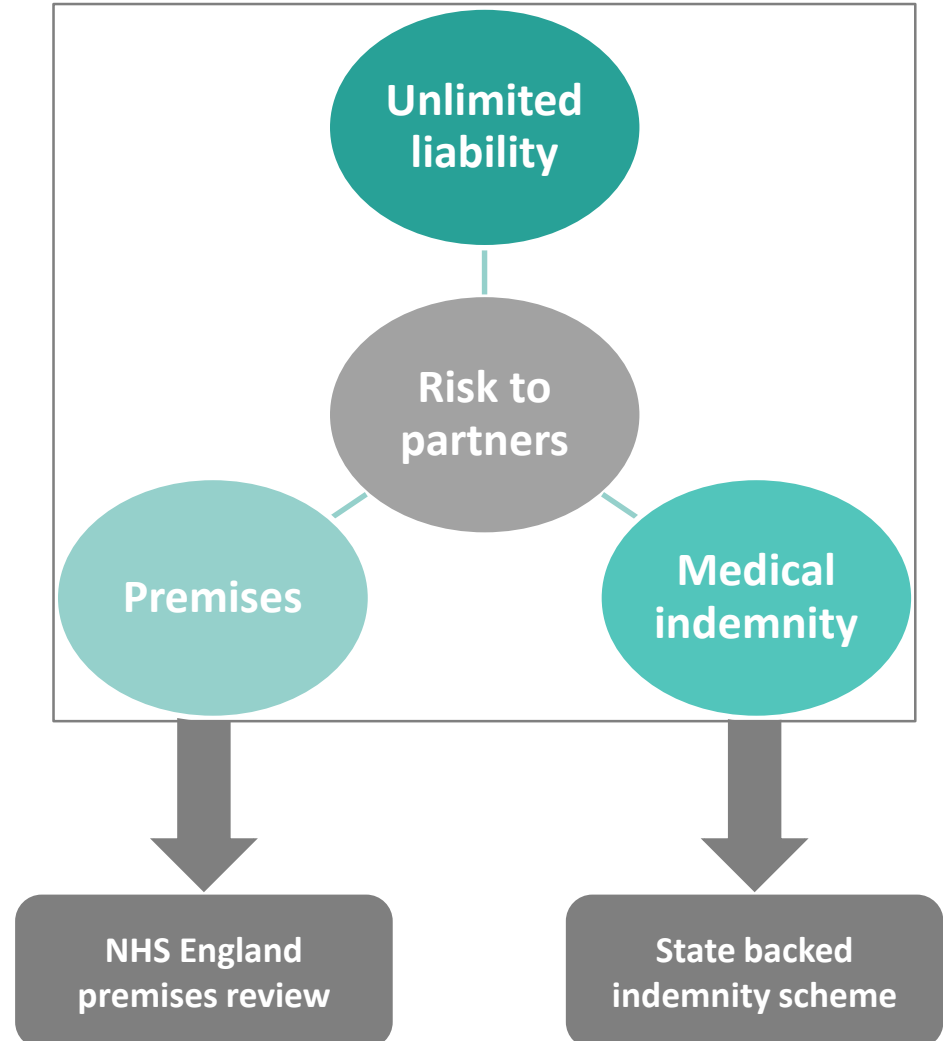 Unlimited
liability
Risk to
partners
Premises
Medical
indemnity
NHS England
premises review
State backed
indemnity scheme